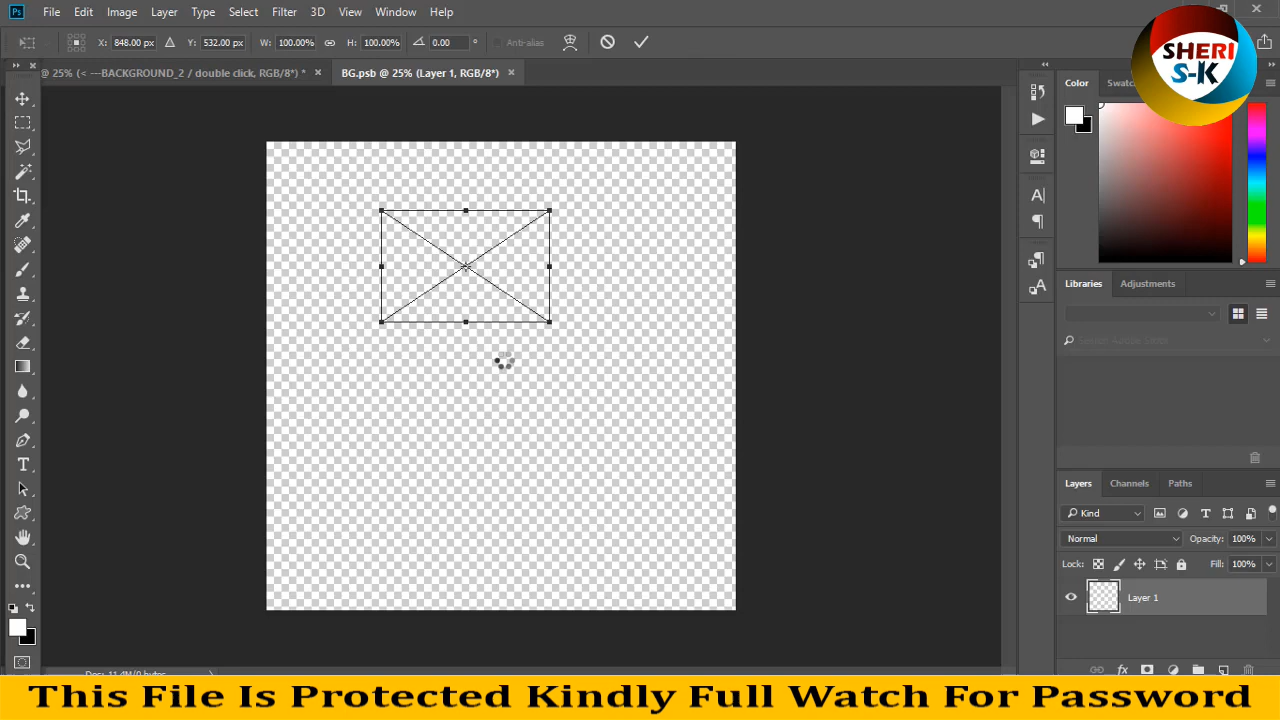 Ps File Edit Image Layer Type Select Filter 3D View Window Help
X: 848.00 px Y: 532.00 px W: 100.00% H: 100.00% 0.00 ° Anti-alias
@ 25% (< ---BACKGROUND_2 / double click, RGB/8*) * × BG.psb @ 25% (Layer 1, RGB/8*) ×
SHERI
S-K
Color Swatc
Libraries Adjustments
Layers Channels Paths
Kind
Normal Opacity: 100%
Lock: Fill: 100%
Layer 1
fx
This File Is Protected Kindly Full Watch For Password